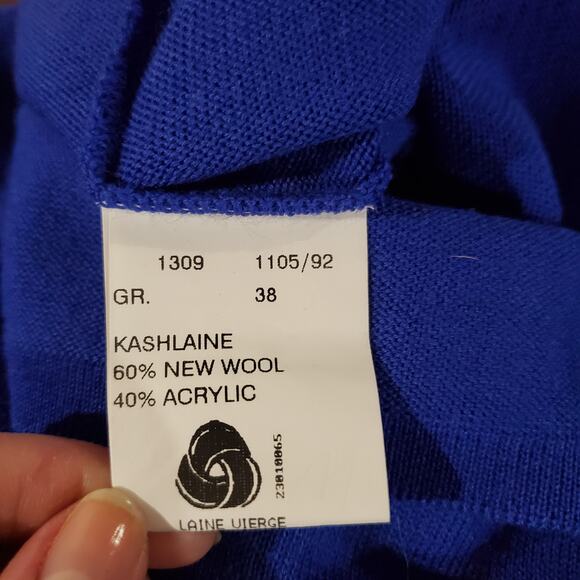 1309 1105/92
GR. 38
KASHLAINE
60% NEW WOOL
40% ACRYLIC
23010065
LAINE VIERGE